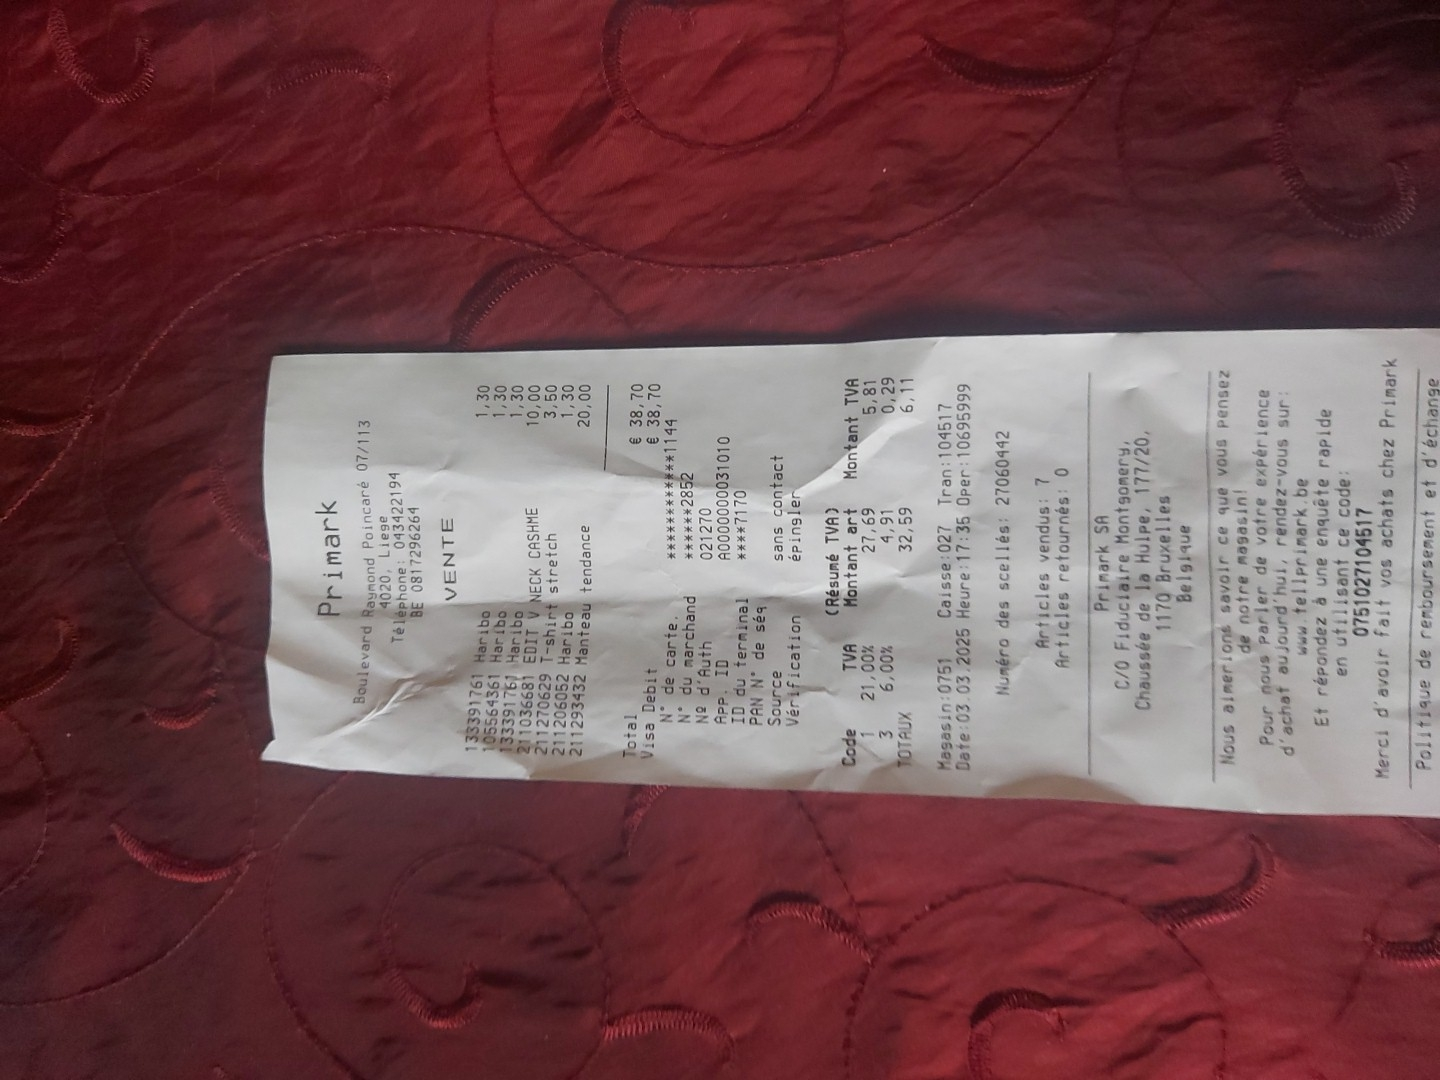 Primark
Boulevard Raymond Poincaré 07/113
4020, Liege
Téléphone: 043422194
BE 0817296264
VENTE
133391761 Haribo 1,30
105564361 Haribo 1,30
133391761 Haribo 1,30
211036681 EDIT V NECK CASHME 10,00
211270629 T-shirt stretch 3,50
211206052 Haribo 1,30
211293432 Manteau tendance 20,00
Total € 38,70
Visa Debit € 38,70
N° de carte. ************1144
N° du marchand *****2852
Nº d'Auth 021270
APP. ID A0000000031010
ID du terminal ****7170
PAN N° de séq
Source sans contact
Vérification épingler
(Résumé TVA)
Code TVA Montant art Montant TVA
1 21,00% 27,69 5,81
3 6,00% 4,91 0,29
TOTAUX 32,59 6,11
Magasin:0751 Caisse:027 Tran:104517
Date:03.03.2025 Heure:17:35 Oper:10695999
Numéro des scellés: 27060442
Articles vendus: 7
Articles retournés: 0
Primark SA
C/O Fiduciaire Montgomery,
Chaussée de la Hulpe, 177/20,
1170 Bruxelles
Belgique
Nous aimerions savoir ce que vous pensez
de notre magasin!
Pour nous parler de votre expérience
d'achat aujourd'hui, rendez-vous sur:
www.tellprimark.be
Et répondez à une enquête rapide
en utilisant ce code:
0751027104517
Merci d'avoir fait vos achats chez Primark
Politique de remboursement et d'échange